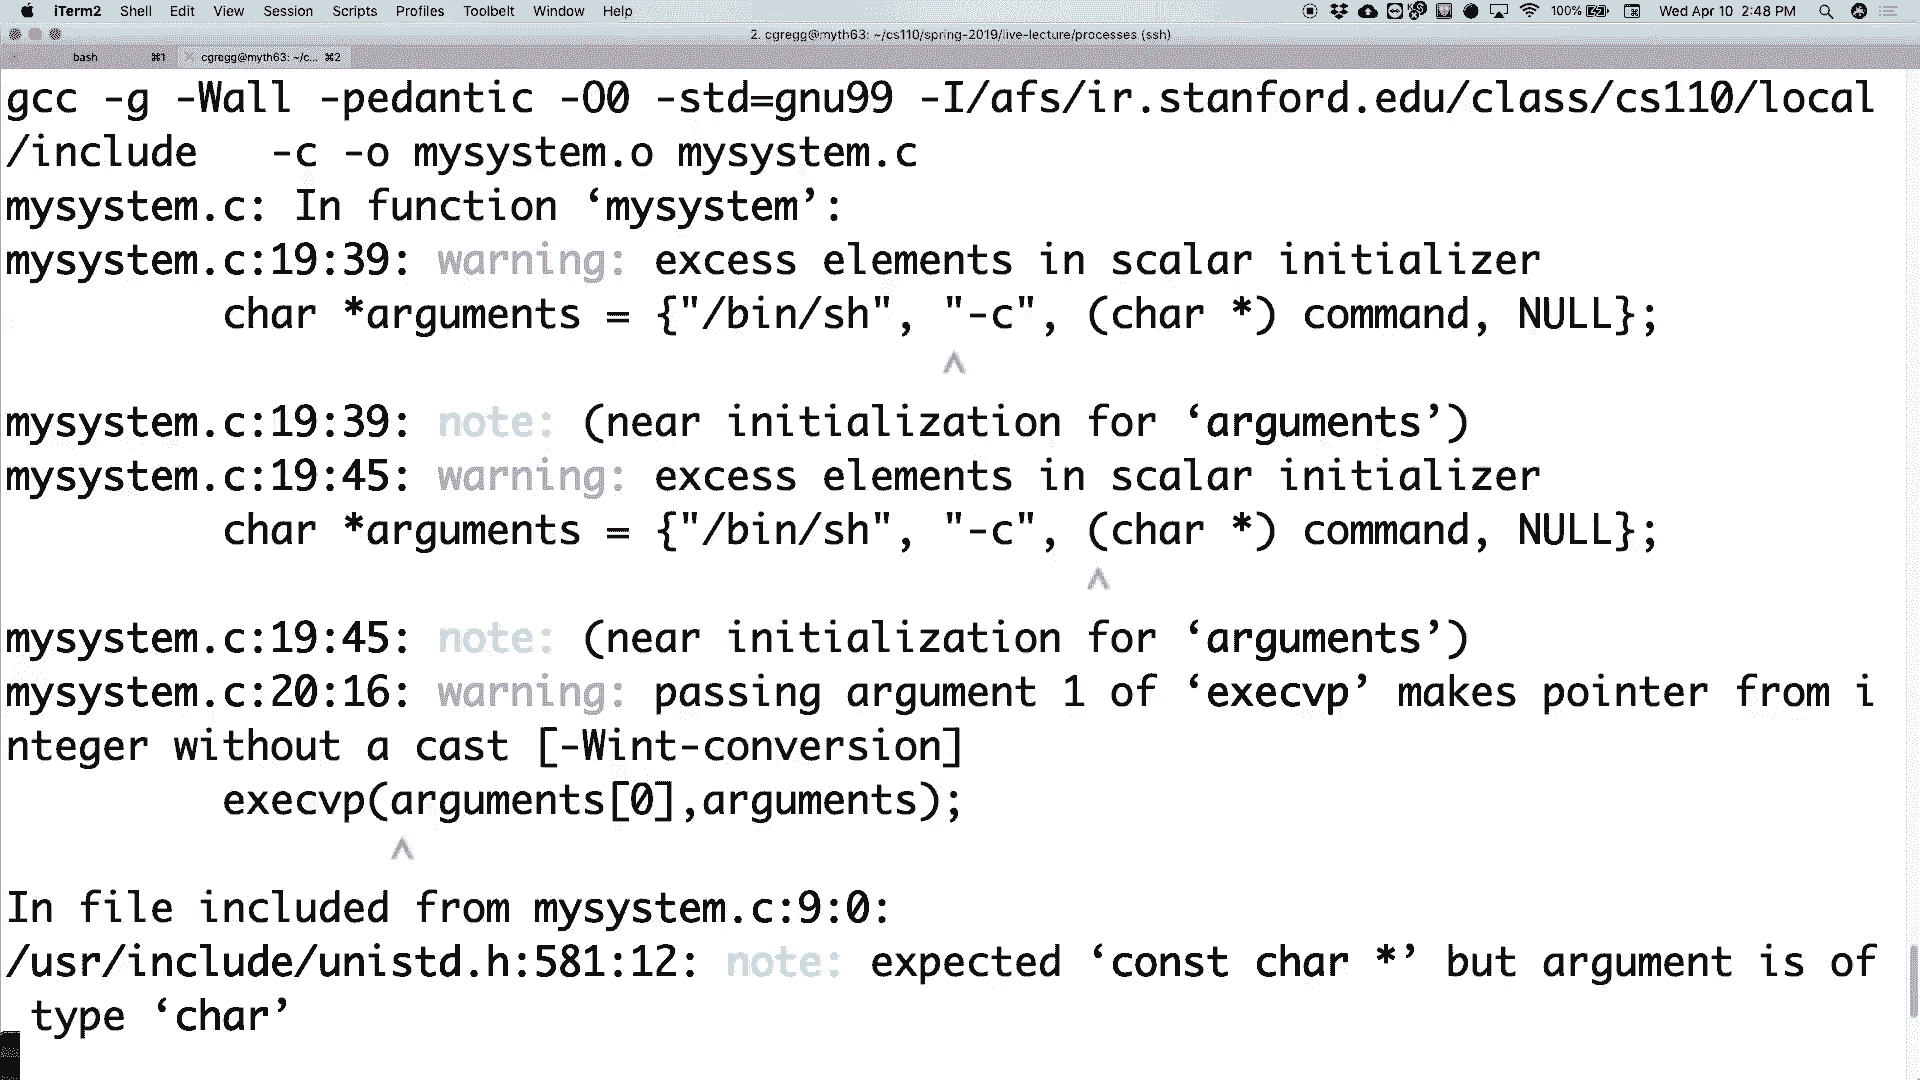 iTerm2 Shell Edit View Session Scripts Profiles Toolbelt Window Help 100% Wed Apr 10 2:48 PM
2. cgregg@myth63: ~/cs110/spring-2019/live-lecture/processes (ssh)
bash ⌘1 cgregg@myth63: ~/c... ⌘2
gcc -g -Wall -pedantic -O0 -std=gnu99 -I/afs/ir.stanford.edu/class/cs110/local
/include   -c -o mysystem.o mysystem.c
mysystem.c: In function ‘mysystem’:
mysystem.c:19:39: warning: excess elements in scalar initializer
         char *arguments = {"/bin/sh", "-c", (char *) command, NULL};
                                       ^
mysystem.c:19:39: note: (near initialization for ‘arguments’)
mysystem.c:19:45: warning: excess elements in scalar initializer
         char *arguments = {"/bin/sh", "-c", (char *) command, NULL};
                                             ^
mysystem.c:19:45: note: (near initialization for ‘arguments’)
mysystem.c:20:16: warning: passing argument 1 of ‘execvp’ makes pointer from i
nteger without a cast [-Wint-conversion]
         execvp(arguments[0],arguments);
                ^
In file included from mysystem.c:9:0:
/usr/include/unistd.h:581:12: note: expected ‘const char *’ but argument is of
 type ‘char’